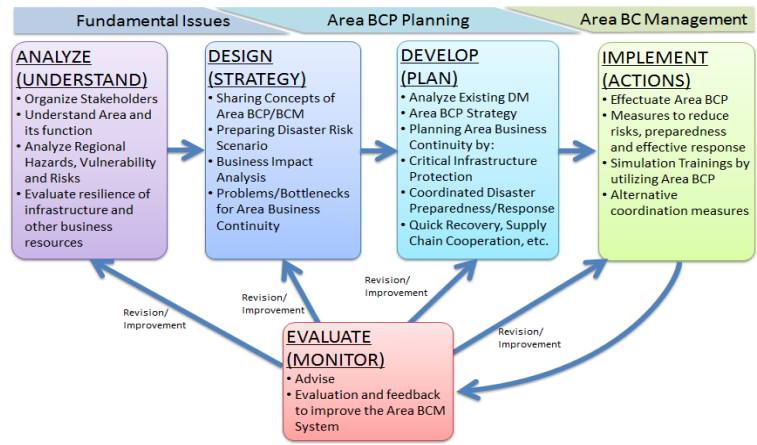 Fundamental Issues
Area BCP Planning
Area BC Management
ANALYZE
(UNDERSTAND)
• Organize Stakeholders
• Understand Area and
its function
• Analyze Regional
Hazards, Vulnerability
and Risks
• Evaluate resilience of
infrastructure and
other business
resources
DESIGN
(STRATEGY)
• Sharing Concepts of
Area BCP/BCM
• Preparing Disaster Risk
Scenario
• Business Impact
Analysis
• Problems/Bottlenecks
for Area Business
Continuity
DEVELOP
(PLAN)
• Analyze Existing DM
• Area BCP Strategy
• Planning Area Business
Continuity by:
• Critical Infrastructure
Protection
• Coordinated Disaster
Preparedness/Response
• Quick Recovery, Supply
Chain Cooperation, etc.
IMPLEMENT
(ACTIONS)
• Effectuate Area BCP
• Measures to reduce
risks, preparedness
and effective response
• Simulation Trainings by
utilizing Area BCP
• Alternative
coordination measures
Revision/
Improvement
Revision/
Improvement
Revision/
Improvement
Revision/
Improvement
EVALUATE
(MONITOR)
• Advise
• Evaluation and feedback
to improve the Area BCM
System